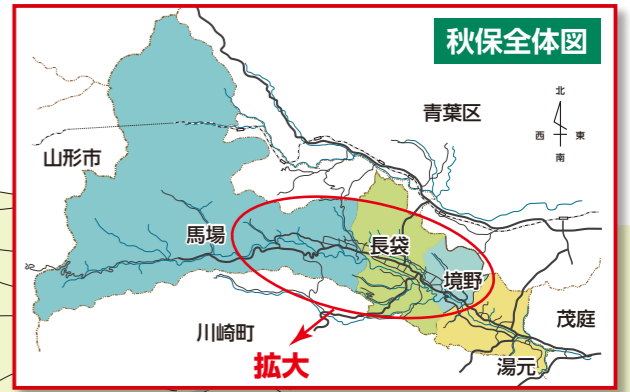 秋保全体図
青葉区
北
西 東
南
山形市
馬場
長袋
境野
川崎町
茂庭
拡大
湯元